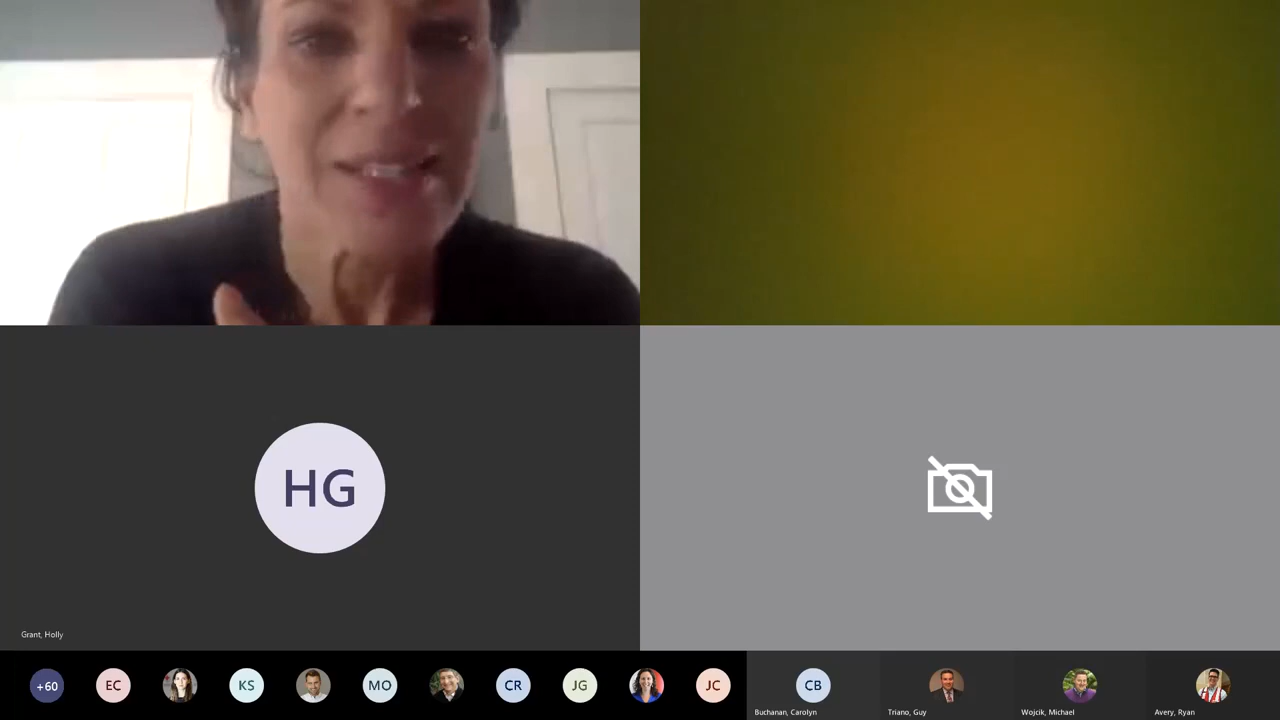 HG
Grant, Holly
+60
EC
KS
MO
CR
JG
JC
CB
Buchanan, Carolyn
Triano, Guy
Wojcik, Michael
Avery, Ryan